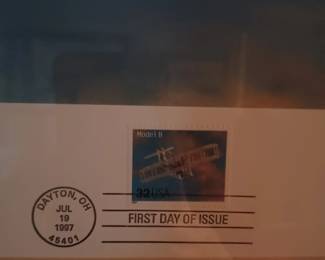 Model B
32USA
DAYTON, OH
JUL
19
1997
45401
FIRST DAY OF ISSUE